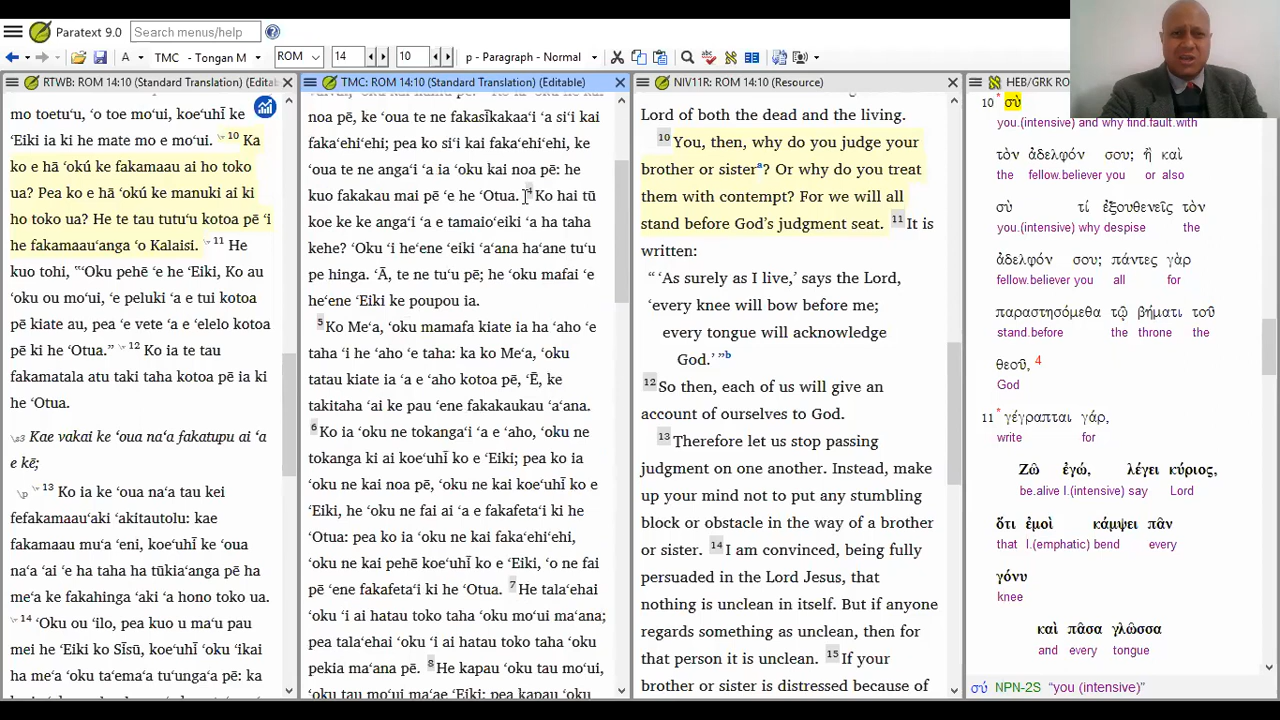 Paratext 9.0
Search menus/help
TMC - Tongan M
ROM
14
10
p - Paragraph - Normal
RTWB: ROM 14:10 (Standard Translation) (Edita
mo toetuʻu, ʻo toe moʻui, koeʻuhī ke
ʻEiki ia ki he mate mo e moʻui. 10 Ka
ko e hā ʻokú ke fakamaau ai ho toko
ua? Pea ko e hā ʻokú ke manuki ai ki
ho toko ua? He te tau tutuʻu kotoa pē ʻi
he fakamaauʻanga ʻo Kalaisi. 11 He
kuo tohi, “ʻOku pehē ʻe he ʻEiki, Ko au
ʻoku ou moʻui, ʻe peluki ʻa e tui kotoa
pē kiate au, pea ʻe vete ʻa e ʻelelo kotoa
pē ki he ʻOtua.” 12 Ko ia te tau
fakamatala atu taki taha kotoa pē ia ki
he ʻOtua.
\s3 Kae vakai ke ʻoua naʻa fakatupu ai ʻa
e kē;
\p 13 Ko ia ke ʻoua naʻa tau kei
fefakamaauʻaki ʻakitautolu: kae
fakamaau muʻa ʻeni, koeʻuhī ke ʻoua
naʻa ʻai ʻe ha taha ha tūkiaʻanga pē ha
meʻa ke fakahinga ʻaki ʻa hono toko ua.
14 ʻOku ou ʻilo, pea kuo u maʻu pau
mei he ʻEiki ko Sīsū, koeʻuhī ʻoku ʻikai
ha meʻa ʻoku taʻemaʻa tuʻunga pē: ka
TMC: ROM 14:10 (Standard Translation) (Editable)
noa pē, ke ʻoua te ne fakasīkakaaʻi ʻa siʻi kai
fakaʻehiʻehi; pea ko siʻi kai fakaʻehiʻehi, ke
ʻoua te ne angaʻi ʻa ia ʻoku kai noa pē: he
kuo fakakau mai pē ʻe he ʻOtua. 4 Ko hai tū
koe ke ke angaʻi ʻa e tamaioʻeiki ʻa ha taha
kehe? ʻOku ʻi heʻene ʻeiki ʻaʻana haʻane tuʻu
pe hinga. ʻĀ, te ne tuʻu pē; he ʻoku mafai ʻe
heʻene ʻEiki ke poupou ia.
5 Ko Meʻa, ʻoku mamafa kiate ia ha ʻaho ʻe
taha ʻi he ʻaho ʻe taha: ka ko Meʻa, ʻoku
tatau kiate ia ʻa e ʻaho kotoa pē, ʻĒ, ke
takitaha ʻai ke pau ʻene fakakaukau ʻaʻana.
6 Ko ia ʻoku ne tokangaʻi ʻa e ʻaho, ʻoku ne
tokanga ki ai koeʻuhī ko e ʻEiki; pea ko ia
ʻoku ne kai noa pē, ʻoku ne kai koeʻuhī ko e
ʻEiki, he ʻoku ne fai ʻa e fakafetaʻi ki he
ʻOtua: pea ko ia ʻoku ne kai fakaʻehiʻehi,
ʻoku ne kai pehē koeʻuhī ko e ʻEiki, ʻo ne fai
pē ʻene fakafetaʻi ki he ʻOtua. 7 He talaʻehai
ʻoku ʻi ai hatau toko taha ʻoku moʻui maʻana;
pea talaʻehai ʻoku ʻi ai hatau toko taha ʻoku
pekia maʻana pē. 8 He kapau ʻoku tau moʻui,
ʻoku tau moʻui maʻae ʻEiki; pea kapau ʻoku
NIV11R: ROM 14:10 (Resource)
Lord of both the dead and the living.
10 You, then, why do you judge your
brother or sister a? Or why do you treat
them with contempt? For we will all
stand before God’s judgment seat. 11 It is
written:
“ ‘As surely as I live,’ says the Lord,
‘every knee will bow before me;
every tongue will acknowledge
God.’ ” b
12 So then, each of us will give an
account of ourselves to God.
13 Therefore let us stop passing
judgment on one another. Instead, make
up your mind not to put any stumbling
block or obstacle in the way of a brother
or sister. 14 I am convinced, being fully
persuaded in the Lord Jesus, that
nothing is unclean in itself. But if anyone
regards something as unclean, then for
that person it is unclean. 15 If your
brother or sister is distressed because of
HEB/GRK RO
10 * σὺ
you.(intensive) and why find.fault.with
τὸν ἀδελφόν σου; ἢ καὶ
the fellow.believer you or also
σὺ τί ἐξουθενεῖς τὸν
you.(intensive) why despise the
ἀδελφόν σου; πάντες γὰρ
fellow.believer you all for
παραστησόμεθα τῷ βήματι τοῦ
stand.before the throne the
θεοῦ, 4
God
11 * γέγραπται γάρ,
write for
Ζῶ ἐγώ, λέγει κύριος,
be.alive I.(intensive) say Lord
ὅτι ἐμοὶ κάμψει πᾶν
that I.(emphatic) bend every
γόνυ
knee
καὶ πᾶσα γλῶσσα
and every tongue
σύ NPN-2S "you (intensive)"